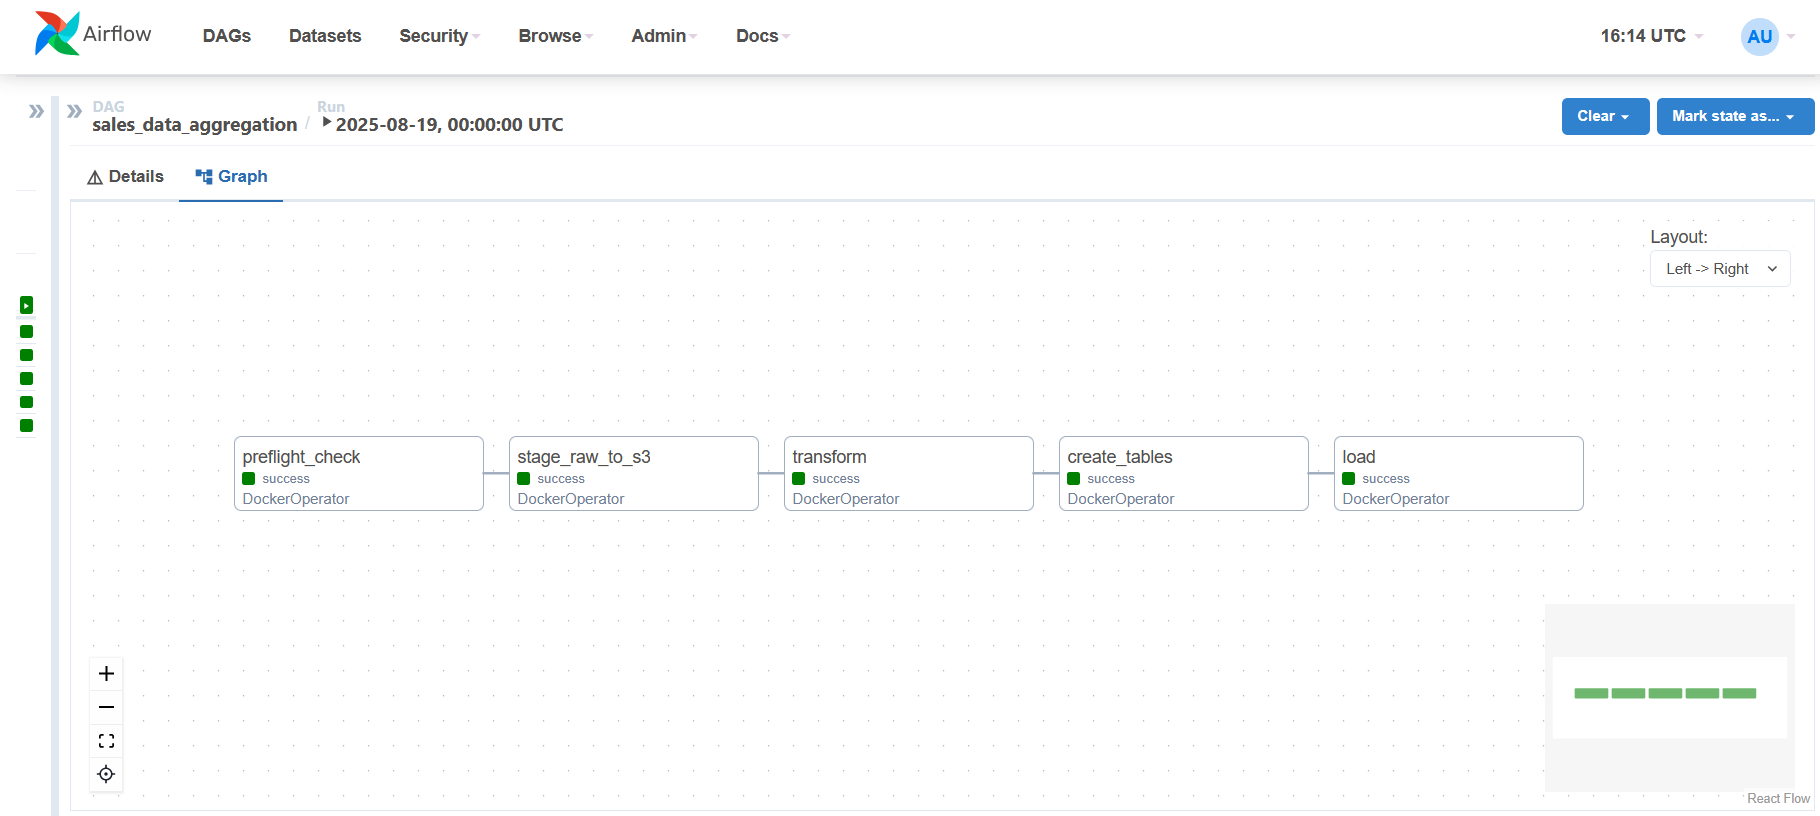 Airflow DAGs Datasets Security Browse Admin Docs 16:14 UTC AU
DAG Run
sales_data_aggregation / 2025-08-19, 00:00:00 UTC Clear Mark state as...
Details Graph
Layout:
Left -> Right
preflight_check
success
DockerOperator
stage_raw_to_s3
success
DockerOperator
transform
success
DockerOperator
create_tables
success
DockerOperator
load
success
DockerOperator
React Flow